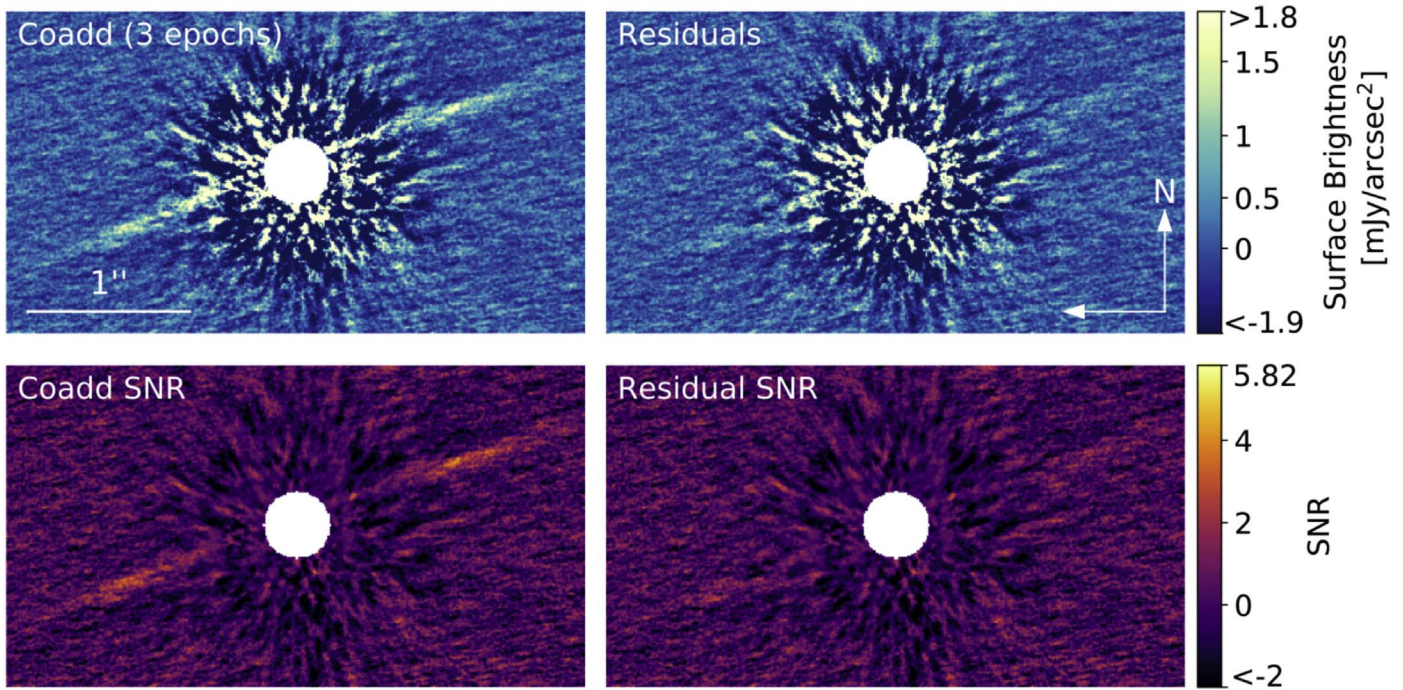 Coadd (3 epochs)
Residuals
1''
N
>1.8
1.5
1
0.5
0
<-1.9
Surface Brightness
[mJy/arcsec²]
Coadd SNR
Residual SNR
5.82
4
2
0
<-2
SNR